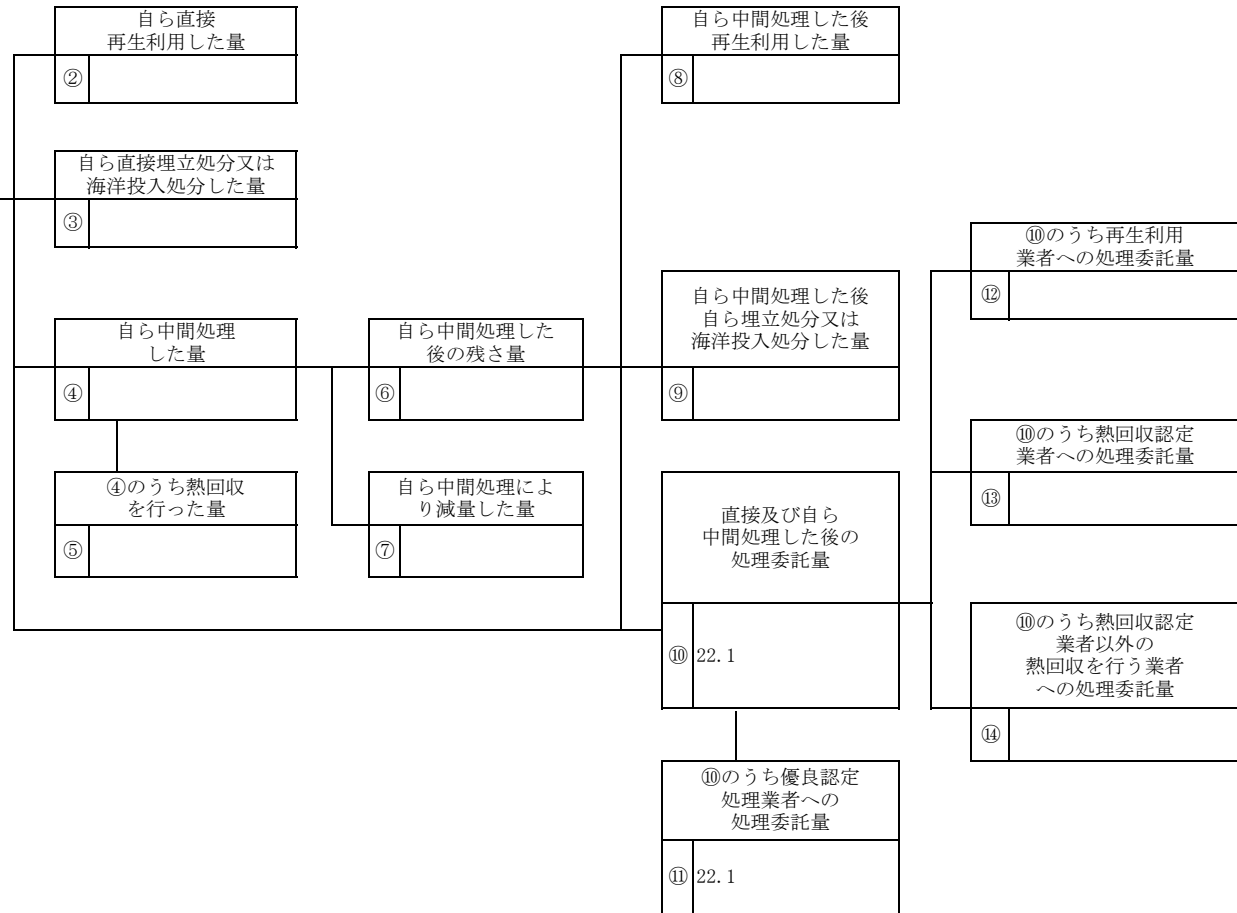 自ら直接
再生利用した量
②
自ら中間処理した後
再生利用した量
⑧
自ら直接埋立処分又は
海洋投入処分した量
③
⑩のうち再生利用
業者への処理委託量
⑫
自ら中間処理
した量
④
自ら中間処理した
後の残さ量
⑥
自ら中間処理した後
自ら埋立処分又は
海洋投入処分した量
⑨
⑩のうち熱回収認定
業者への処理委託量
⑬
④のうち熱回収
を行った量
⑤
自ら中間処理によ
り減量した量
⑦
直接及び自ら
中間処理した後の
処理委託量
⑩ 22.1
⑩のうち熱回収認定
業者以外の
熱回収を行う業者
への処理委託量
⑭
⑩のうち優良認定
処理業者への
処理委託量
⑪ 22.1